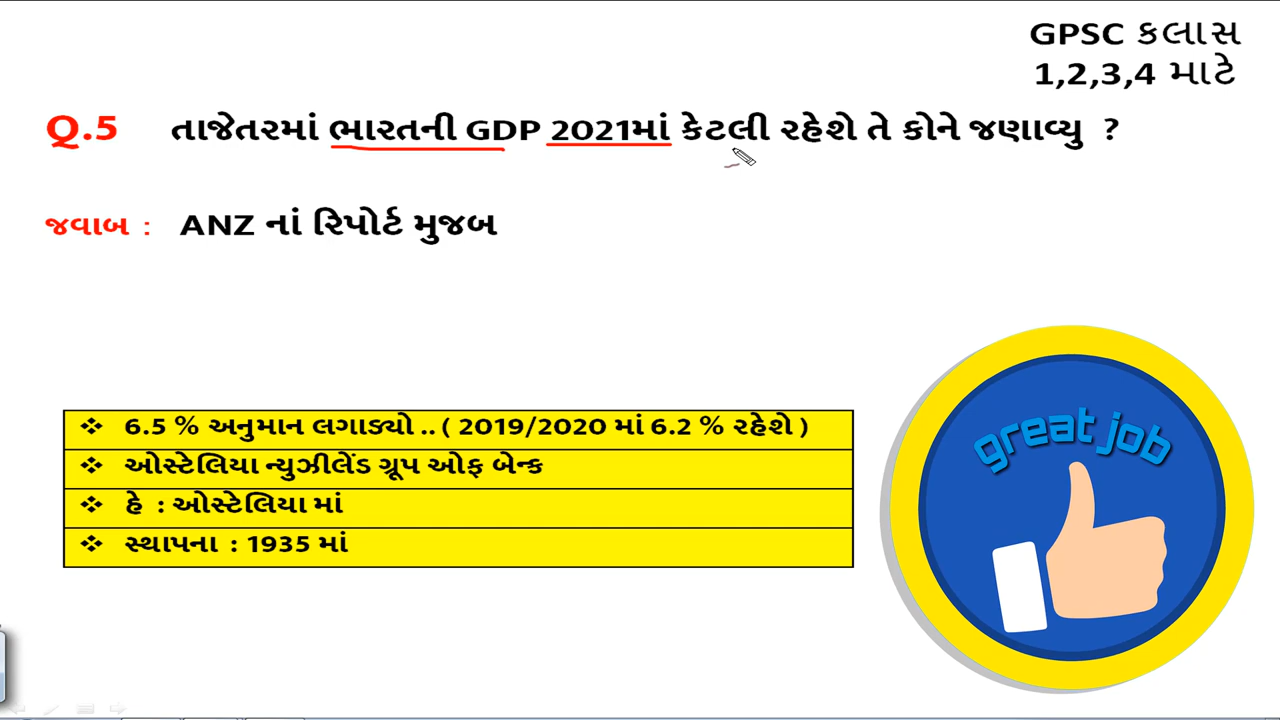 GPSC કલાસ
1,2,3,4 માટે
Q.5 તાજેતરમાં ભારતની GDP 2021માં કેટલી રહેશે તે કોને જણાવ્યુ ?
જવાબ : ANZ નાં રિપોર્ટ મુજબ
❖ 6.5 % અનુમાન લગાડ્યો .. ( 2019/2020 માં 6.2 % રહેશે )
❖ ઓસ્ટેલિયા ન્યુઝીલેંડ ગ્રૂપ ઓફ બેન્ક
❖ હે : ઓસ્ટેલિયા માં
❖ સ્થાપના : 1935 માં
great job